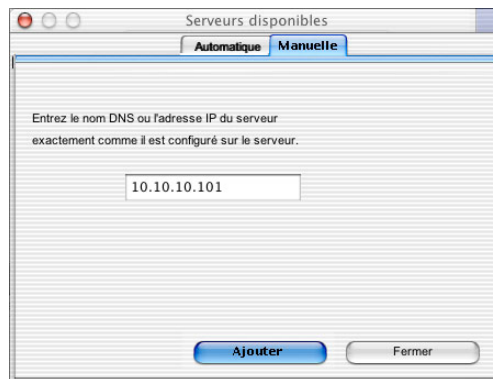 Serveurs disponibles
Automatique Manuelle
Entrez le nom DNS ou l'adresse IP du serveur
exactement comme il est configuré sur le serveur.
10.10.10.101
Ajouter Fermer